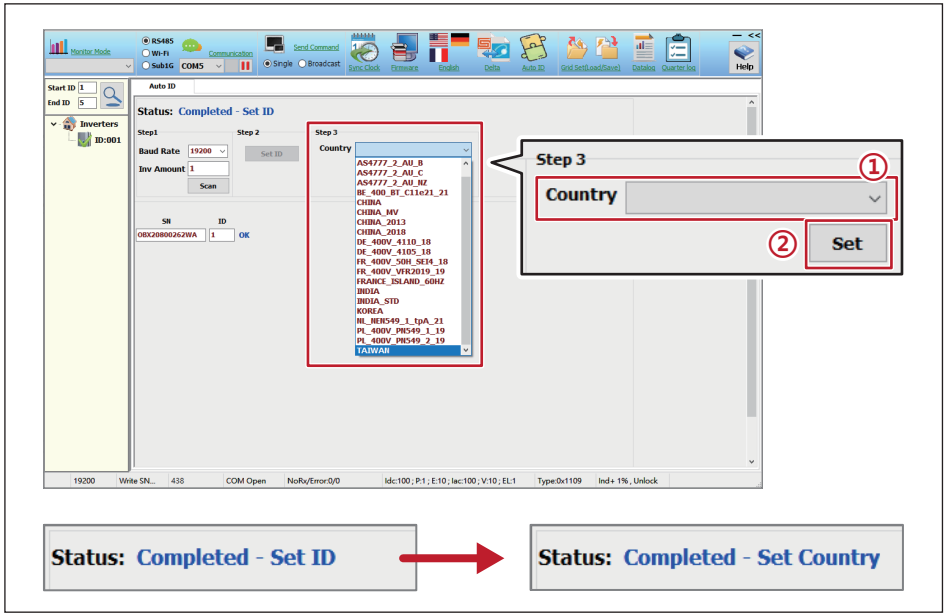 Monitor Mode
RS485
Wi-Fi
Sub1G
COM5
Communication
Send Command
Single
Broadcast
Sync Clock
Firmware
English
Delta
Auto ID
Grid Set(Load/Save)
Datalog
Quarter log
— <<
Help
Start ID 1
End ID 5
Inverters
ID:001
Auto ID
Status: Completed - Set ID
Step1
Baud Rate 19200
Inv Amount 1
Scan
Step 2
Set ID
Step 3
Country
AS4777_2_AU_B
AS4777_2_AU_C
AS4777_2_AU_NZ
BE_400_BT_C11e21_21
CHINA
CHINA_MV
CHINA_2013
CHINA_2018
DE_400V_4110_18
DE_400V_4105_18
FR_400V_50H_SEI4_18
FR_400V_VFR2019_19
FRANCE_ISLAND_60HZ
INDIA
INDIA_STD
KOREA
NL_NEN549_1_tpA_21
PL_400V_PN549_1_19
PL_400V_PN549_2_19
TAIWAN
SN ID
OBX20800262WA 1 OK
Step 3
①
Country
② Set
19200 Write SN... 438 COM Open NoRx/Error:0/0 Idc:100 ; P:1 ; E:10 ; Iac:100 ; V:10 ; EL:1 Type:0x1109 Ind+ 1% , Unlock
Status: Completed - Set ID
Status: Completed - Set Country